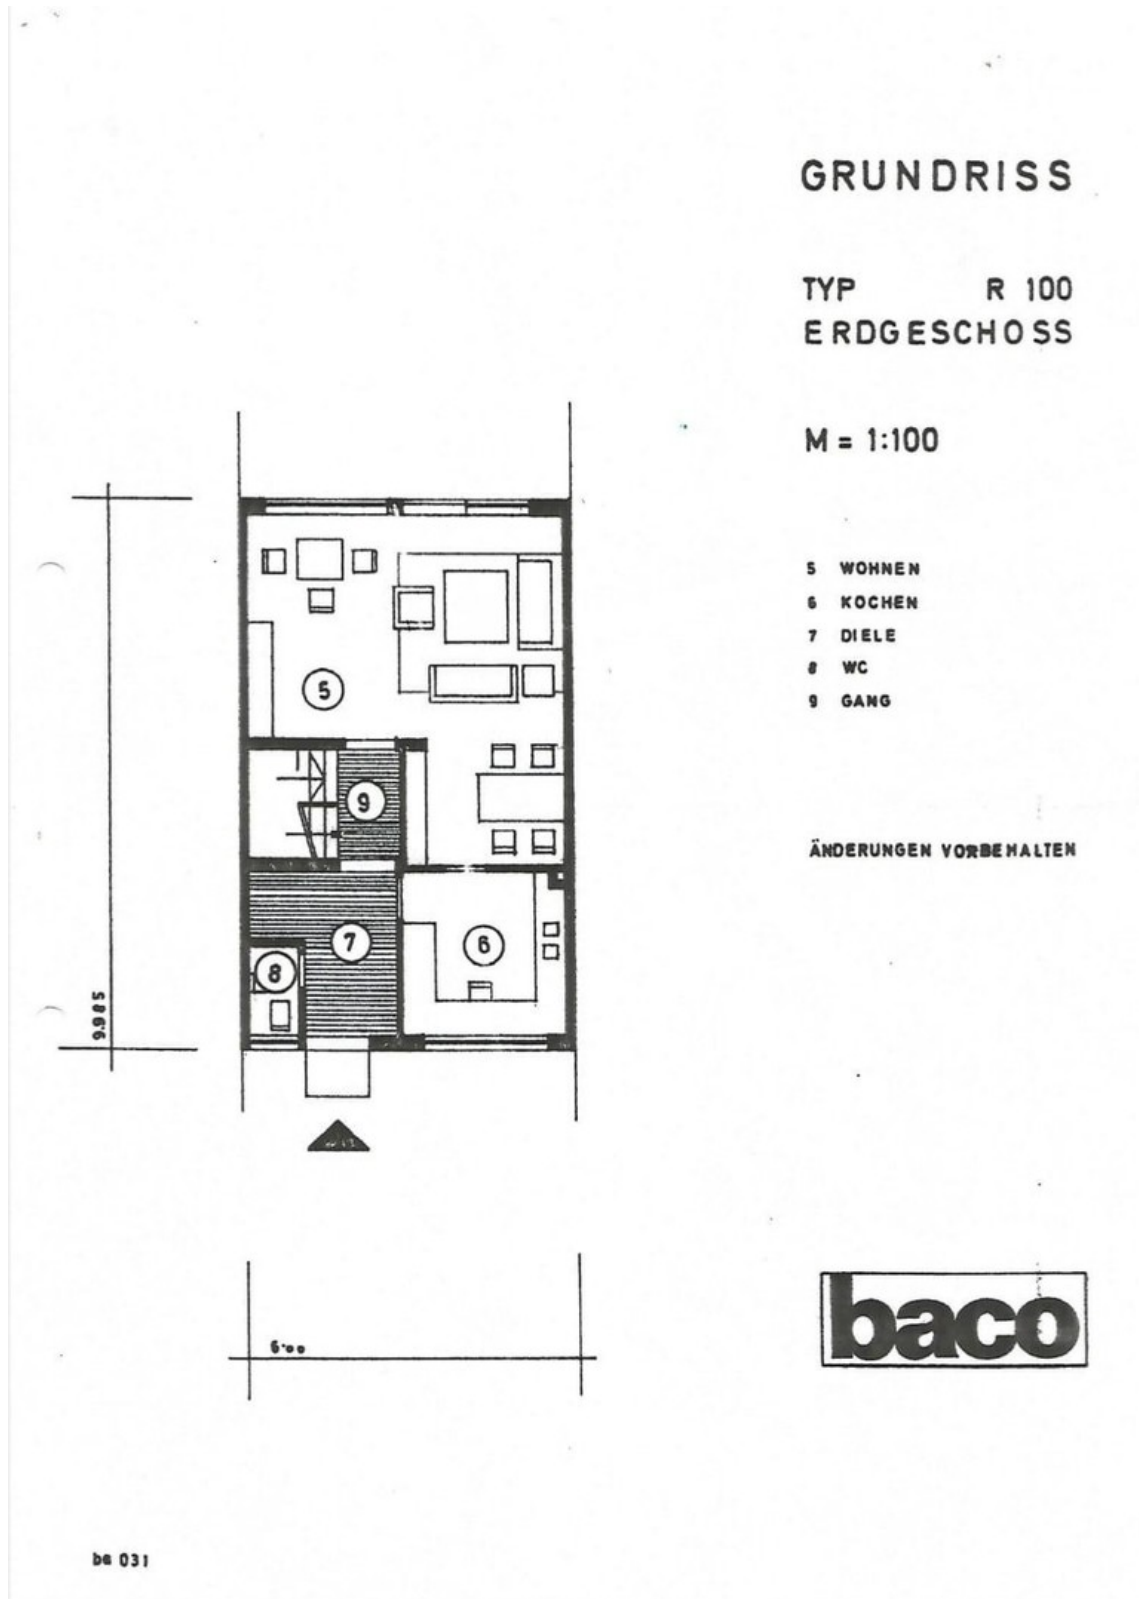 GRUNDRISS
TYP R 100
ERDGESCHOSS
M = 1:100
5 WOHNEN
6 KOCHEN
7 DIELE
8 WC
9 GANG
ÄNDERUNGEN VORBEHALTEN
5
9
7
6
8
9.985
6.00
baco
ba 031